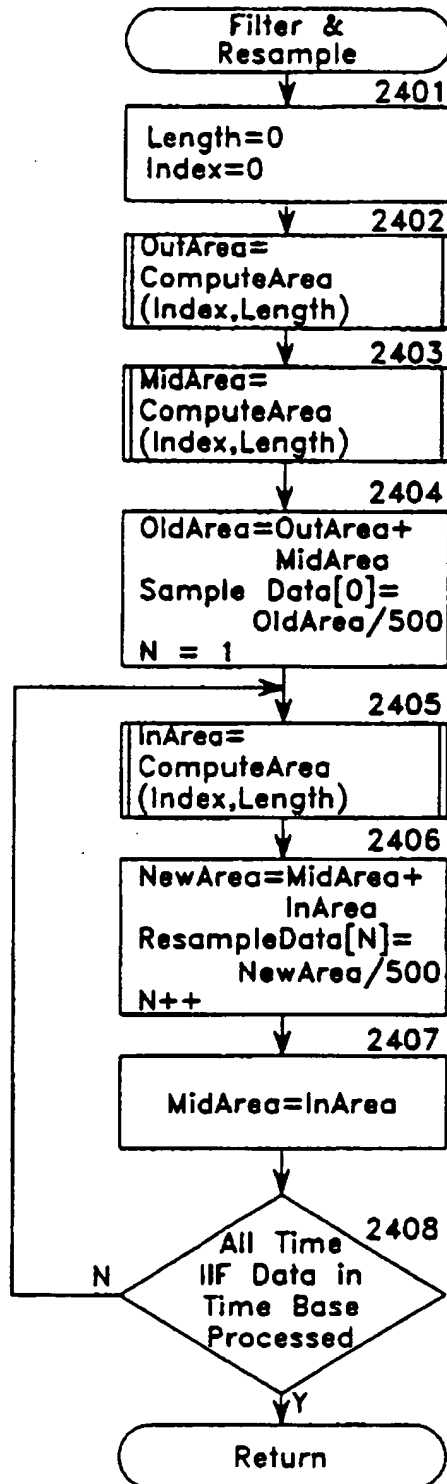 Filter &
Resample
2401
Length=0
Index=0
2402
OutArea=
ComputeArea
(Index,Length)
2403
MidArea=
ComputeArea
(Index,Length)
2404
OldArea=OutArea+
MidArea
Sample Data[0]=
OldArea/500
N = 1
2405
InArea=
ComputeArea
(Index,Length)
2406
NewArea=MidArea+
InArea
ResampleData[N]=
NewArea/500
N++
2407
MidArea=InArea
2408
All Time
IIF Data in
Time Base
Processed
N
Y
Return